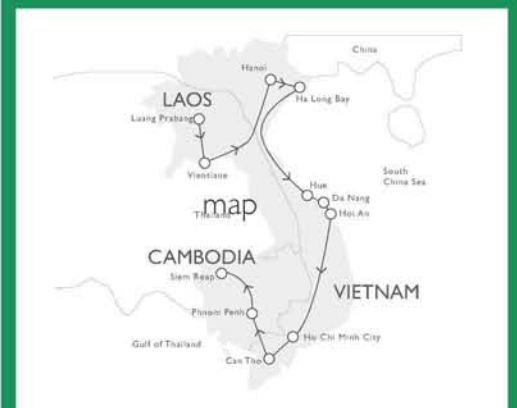 China
Hanoi
Ha Long Bay
LAOS
Luang Prabang
Vientiane
South
China Sea
Hue
Da Nang
Hoi An
map
Thailand
CAMBODIA
Siem Reap
VIETNAM
Phnom Penh
Ho Chi Minh City
Gulf of Thailand
Can Tho